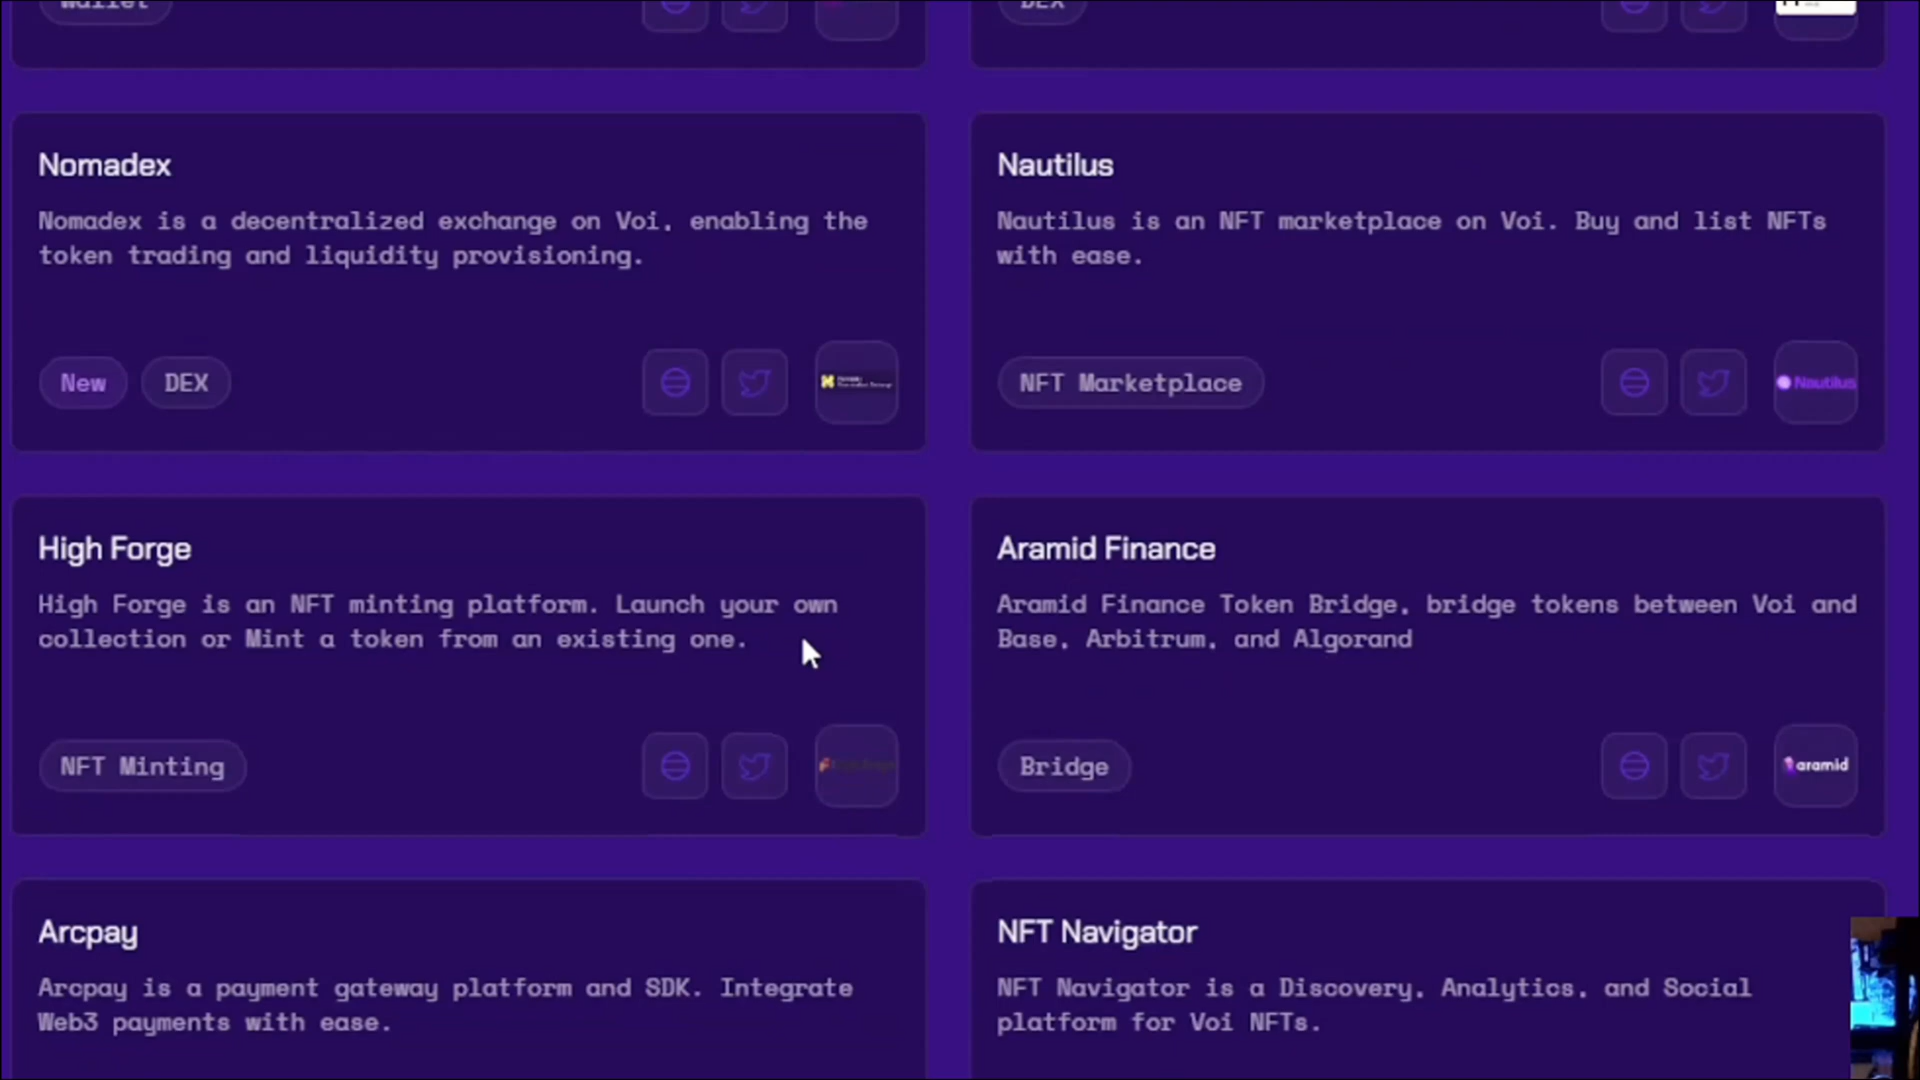 Wallet
DEX
Nomadex
Nomadex is a decentralized exchange on Voi, enabling the
token trading and liquidity provisioning.
New
DEX
Nautilus
Nautilus is an NFT marketplace on Voi. Buy and list NFTs
with ease.
NFT Marketplace
Nautilus
High Forge
High Forge is an NFT minting platform. Launch your own
collection or Mint a token from an existing one.
NFT Minting
Aramid Finance
Aramid Finance Token Bridge, bridge tokens between Voi and
Base, Arbitrum, and Algorand
Bridge
aramid
Arcpay
Arcpay is a payment gateway platform and SDK. Integrate
Web3 payments with ease.
NFT Navigator
NFT Navigator is a Discovery, Analytics, and Social
platform for Voi NFTs.